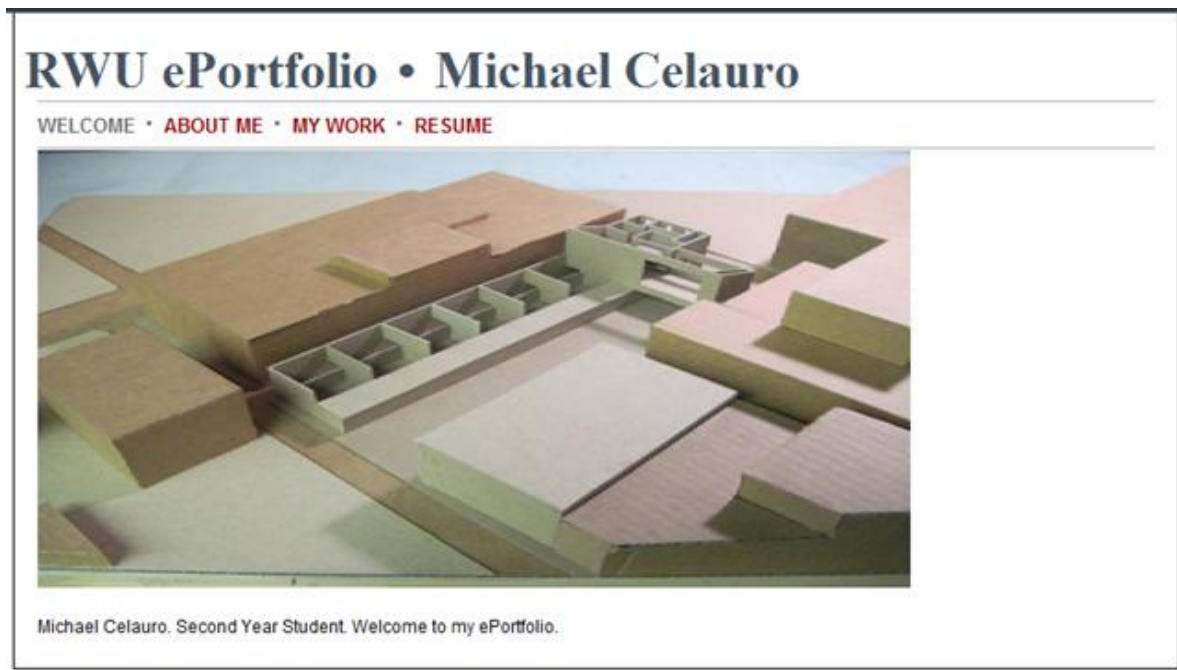 RWU ePortfolio • Michael Celauro
WELCOME • ABOUT ME • MY WORK • RESUME
Michael Celauro. Second Year Student. Welcome to my ePortfolio.